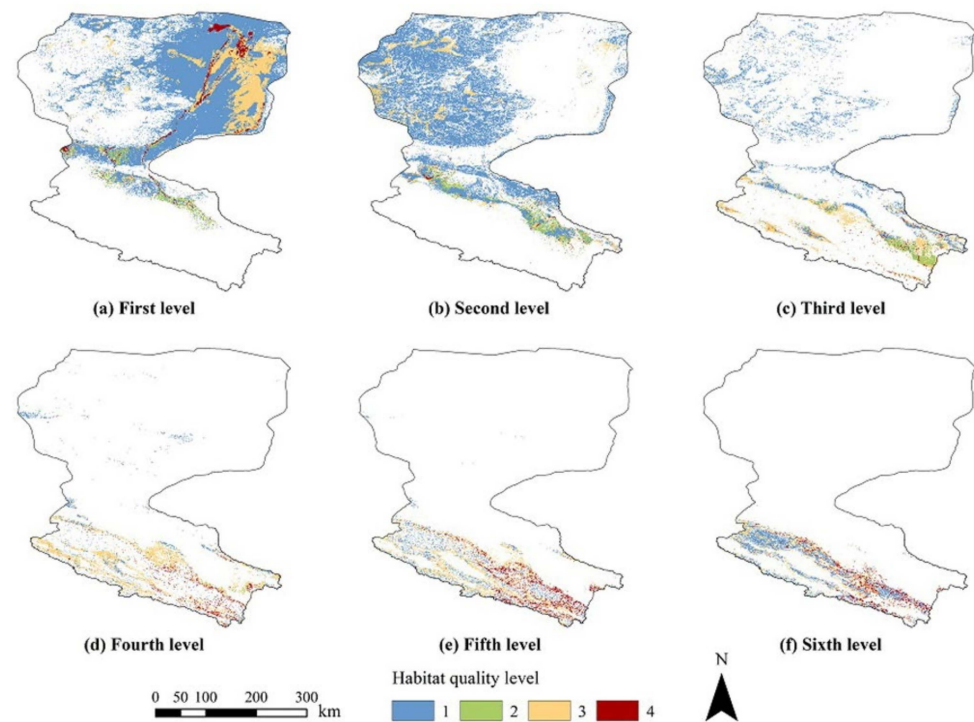 (a) First level
(b) Second level
(c) Third level
(d) Fourth level
(e) Fifth level
(f) Sixth level
0 50 100 200 300
km
Habitat quality level
1 2 3 4
N